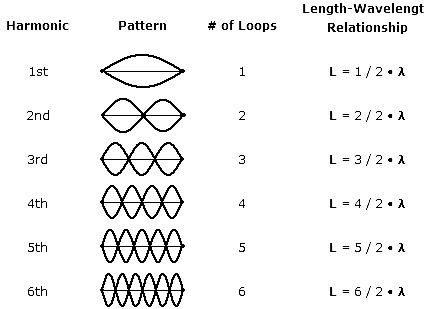 Harmonic Pattern # of Loops Length-Wavelengt
Relationship
1st 1 L = 1 / 2 • λ
2nd 2 L = 2 / 2 • λ
3rd 3 L = 3 / 2 • λ
4th 4 L = 4 / 2 • λ
5th 5 L = 5 / 2 • λ
6th 6 L = 6 / 2 • λ